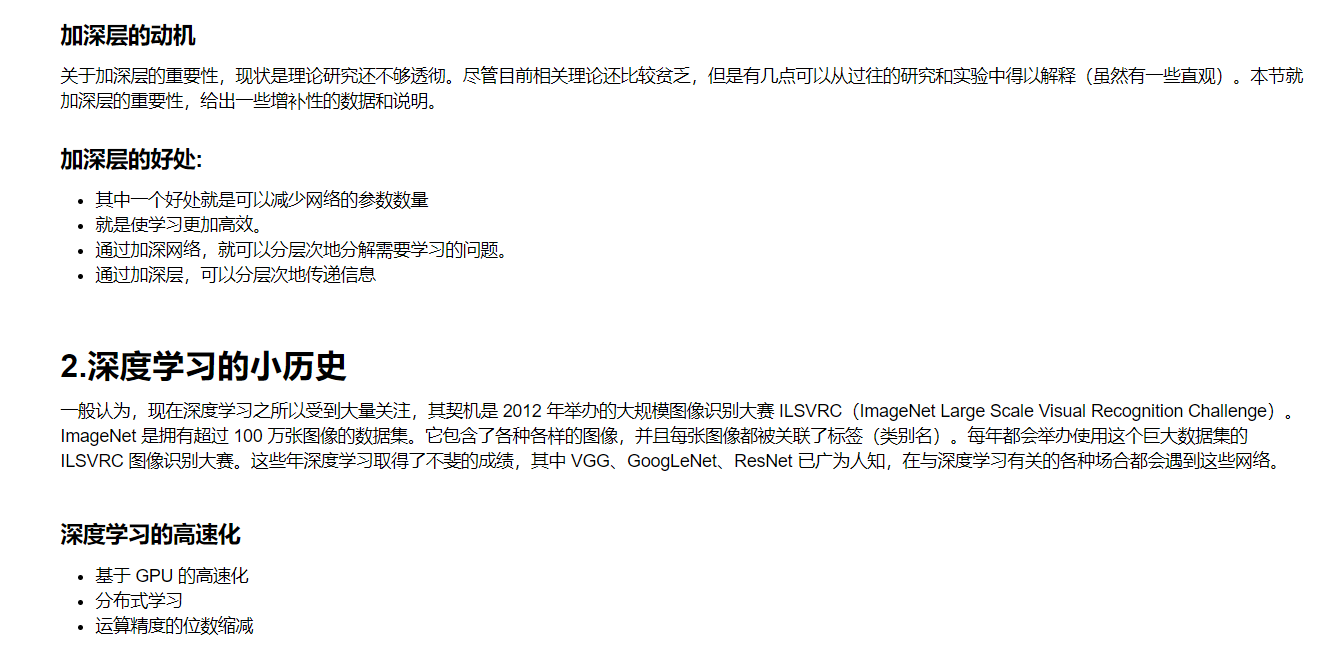 加深层的动机
关于加深层的重要性，现状是理论研究还不够透彻。尽管目前相关理论还比较贫乏，但是有几点可以从过往的研究和实验中得以解释（虽然有一些直观）。本节就
加深层的重要性，给出一些增补性的数据和说明。
加深层的好处:
• 其中一个好处就是可以减少网络的参数数量
• 就是使学习更加高效。
• 通过加深网络，就可以分层次地分解需要学习的问题。
• 通过加深层，可以分层次地传递信息
2.深度学习的小历史
一般认为，现在深度学习之所以受到大量关注，其契机是 2012 年举办的大规模图像识别大赛 ILSVRC（ImageNet Large Scale Visual Recognition Challenge）。
ImageNet 是拥有超过 100 万张图像的数据集。它包含了各种各样的图像，并且每张图像都被关联了标签（类别名）。每年都会举办使用这个巨大数据集的
ILSVRC 图像识别大赛。这些年深度学习取得了不斐的成绩，其中 VGG、GoogLeNet、ResNet 已广为人知，在与深度学习有关的各种场合都会遇到这些网络。
深度学习的高速化
• 基于 GPU 的高速化
• 分布式学习
• 运算精度的位数缩减